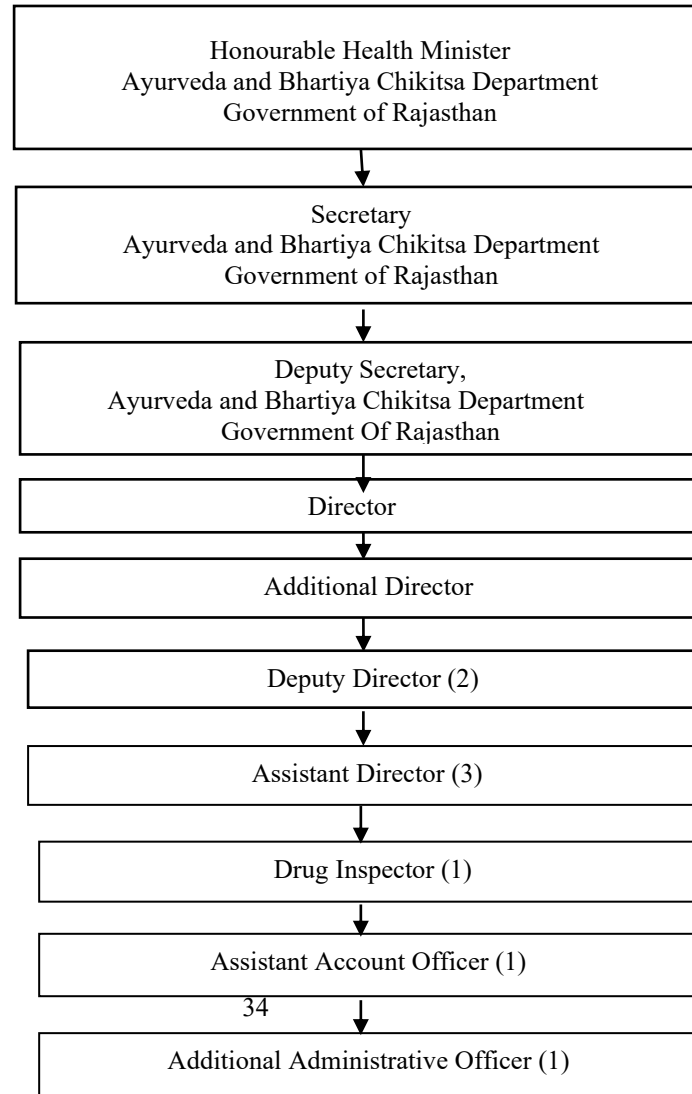 Honourable Health Minister
Ayurveda and Bhartiya Chikitsa Department
Government of Rajasthan
Secretary
Ayurveda and Bhartiya Chikitsa Department
Government of Rajasthan
Deputy Secretary,
Ayurveda and Bhartiya Chikitsa Department
Government Of Rajasthan
Director
Additional Director
Deputy Director (2)
Assistant Director (3)
Drug Inspector (1)
Assistant Account Officer (1)
34
Additional Administrative Officer (1)